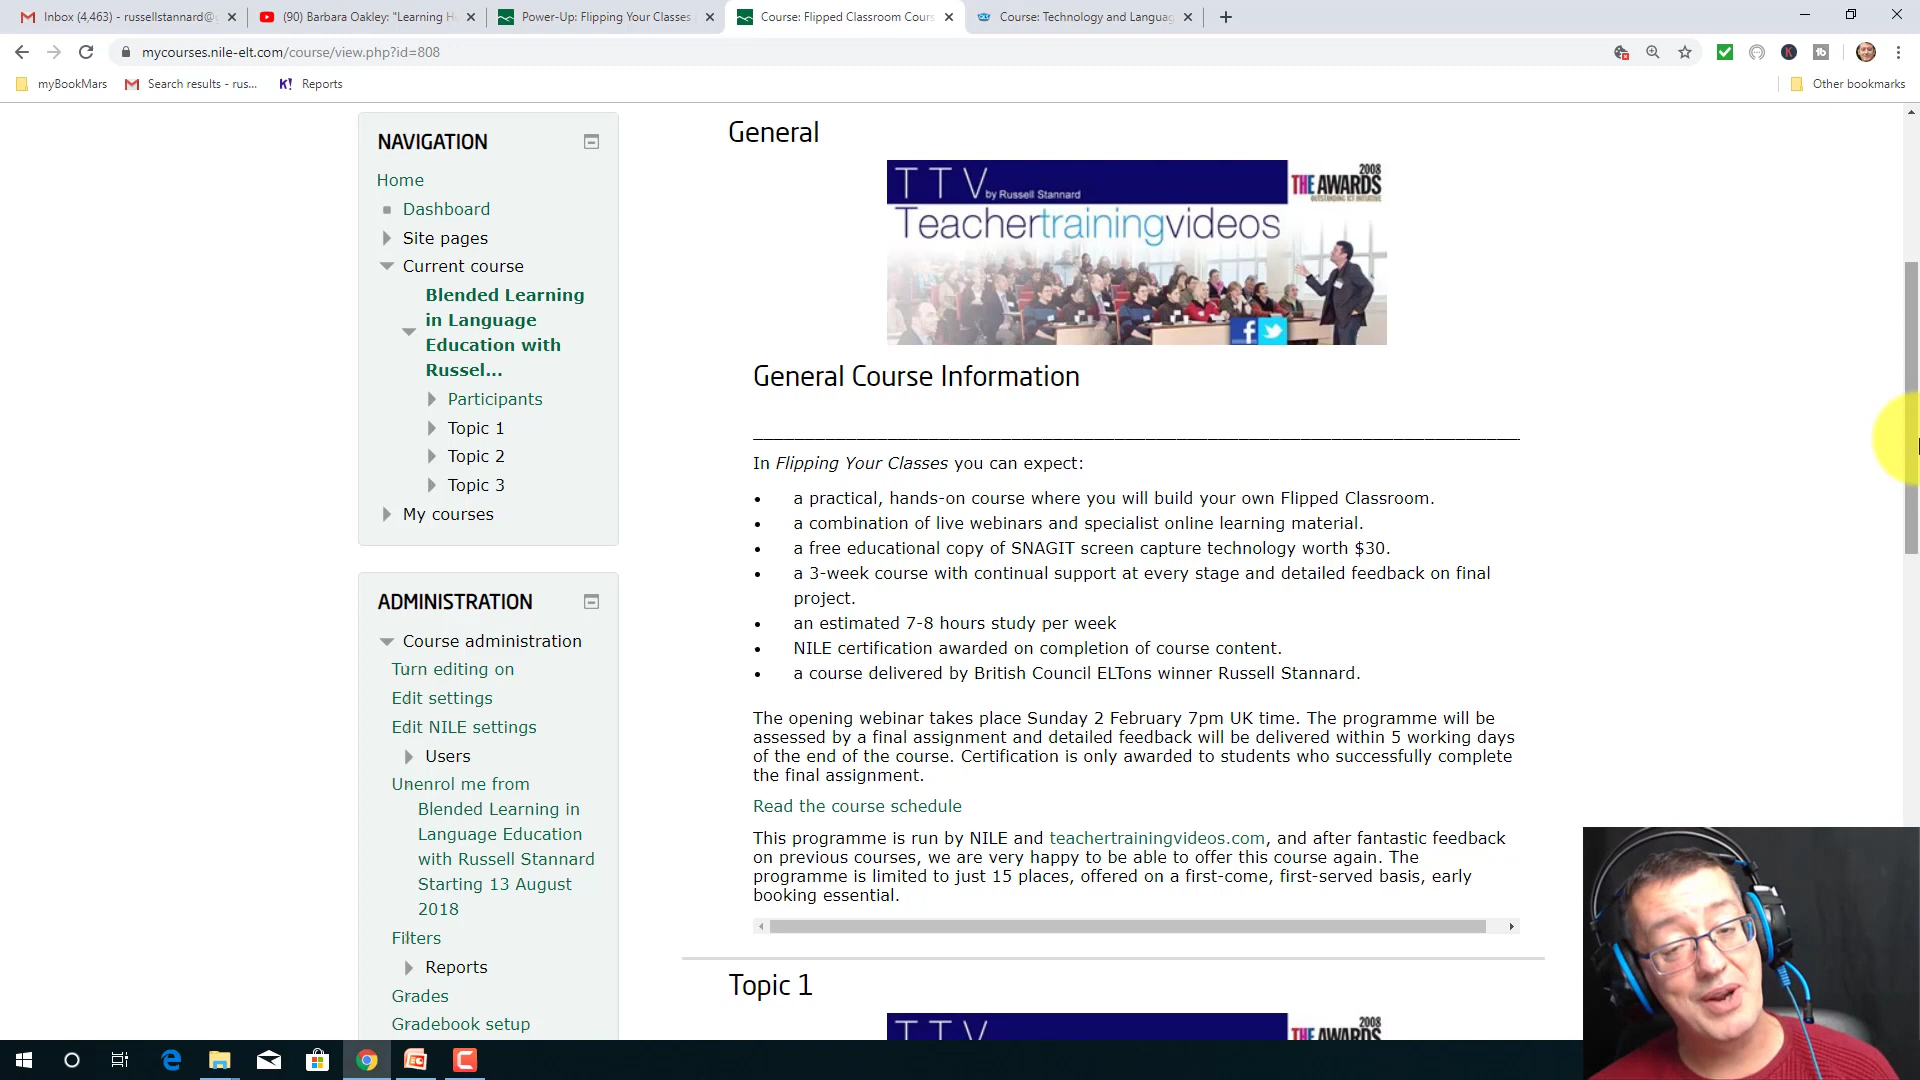 Inbox (4,463) - russellstannard@
(90) Barbara Oakley: "Learning H
Power-Up: Flipping Your Classes
Course: Flipped Classroom Cours
Course: Technology and Languag
mycourses.nile-elt.com/course/view.php?id=808
myBookMars
Search results - rus...
K!
Reports
Other bookmarks
NAVIGATION
Home
Dashboard
Site pages
Current course
Blended Learning
in Language
Education with
Russel...
Participants
Topic 1
Topic 2
Topic 3
My courses
ADMINISTRATION
Course administration
Turn editing on
Edit settings
Edit NILE settings
Users
Unenrol me from
Blended Learning in
Language Education
with Russell Stannard
Starting 13 August
2018
Filters
Reports
Grades
Gradebook setup
General
TTV by Russell Stannard
2008
THE AWARDS
OUTSTANDING ICT INITIATIVE
Teachertrainingvideos
General Course Information
In Flipping Your Classes you can expect:
• a practical, hands-on course where you will build your own Flipped Classroom.
• a combination of live webinars and specialist online learning material.
• a free educational copy of SNAGIT screen capture technology worth $30.
• a 3-week course with continual support at every stage and detailed feedback on final
project.
• an estimated 7-8 hours study per week
• NILE certification awarded on completion of course content.
• a course delivered by British Council ELTons winner Russell Stannard.
The opening webinar takes place Sunday 2 February 7pm UK time. The programme will be
assessed by a final assignment and detailed feedback will be delivered within 5 working days
of the end of the course. Certification is only awarded to students who successfully complete
the final assignment.
Read the course schedule
This programme is run by NILE and teachertrainingvideos.com, and after fantastic feedback
on previous courses, we are very happy to be able to offer this course again. The
programme is limited to just 15 places, offered on a first-come, first-served basis, early
booking essential.
Topic 1
TTV
2008
THE AWARDS